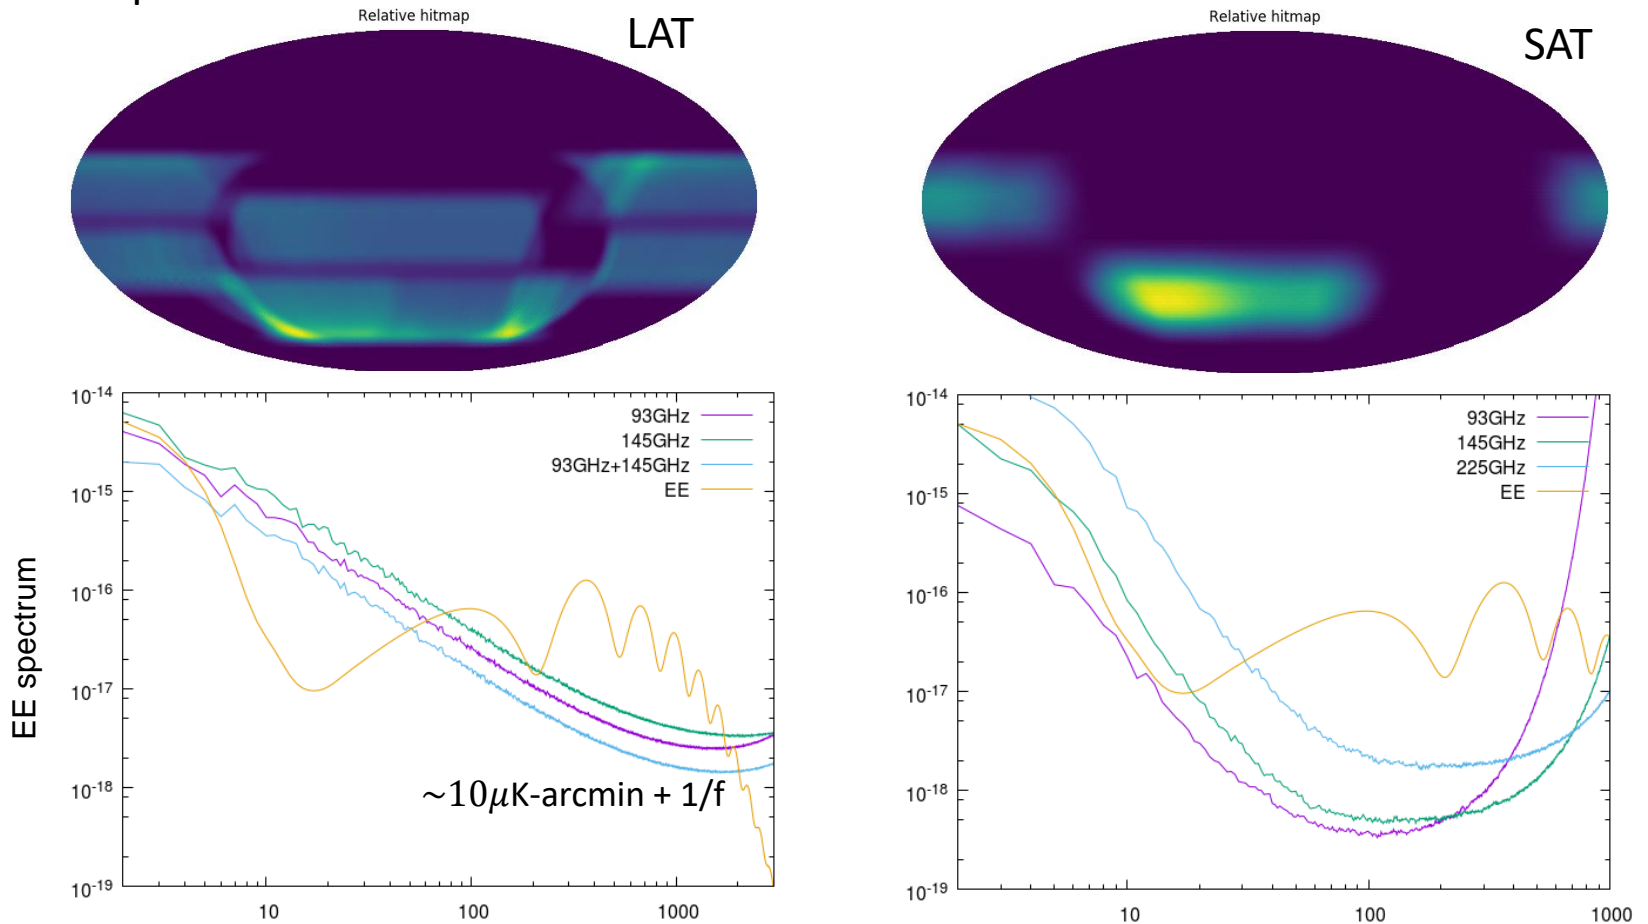 Relative hitmap
LAT
Relative hitmap
SAT
10^-14
10^-15
10^-16
10^-17
10^-18
10^-19
EE spectrum
93GHz
145GHz
93GHz+145GHz
EE
~10μK-arcmin + 1/f
10
100
1000
10^-14
10^-15
10^-16
10^-17
10^-18
10^-19
93GHz
145GHz
225GHz
EE
10
100
1000